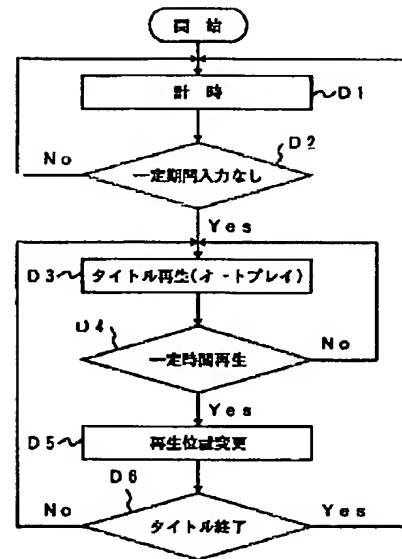 開始
計時
D1
D2
No
一定期間入力なし
Yes
D3
タイトル再生(オートプレイ)
D4
No
一定時間再生
Yes
D5
再生位置変更
D6
No
Yes
タイトル終了